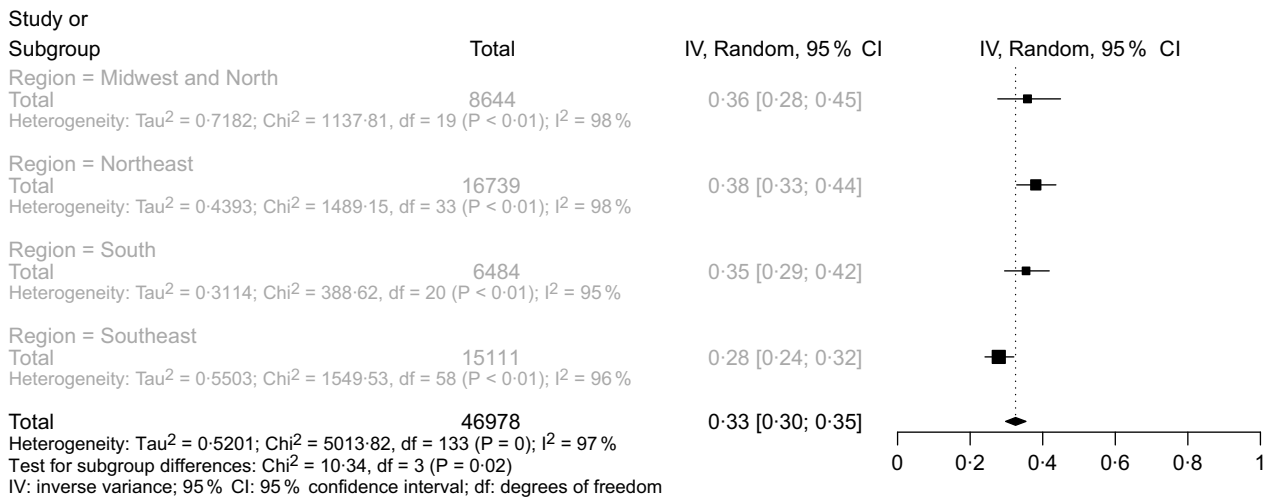 Study or
Subgroup Total IV, Random, 95% CI IV, Random, 95% CI
Region = Midwest and North
Total 8644 0·36 [0·28; 0·45]
Heterogeneity: Tau² = 0·7182; Chi² = 1137·81, df = 19 (P < 0·01); I² = 98%
Region = Northeast
Total 16739 0·38 [0·33; 0·44]
Heterogeneity: Tau² = 0·4393; Chi² = 1489·15, df = 33 (P < 0·01); I² = 98%
Region = South
Total 6484 0·35 [0·29; 0·42]
Heterogeneity: Tau² = 0·3114; Chi² = 388·62, df = 20 (P < 0·01); I² = 95%
Region = Southeast
Total 15111 0·28 [0·24; 0·32]
Heterogeneity: Tau² = 0·5503; Chi² = 1549·53, df = 58 (P < 0·01); I² = 96%
Total 46978 0·33 [0·30; 0·35]
Heterogeneity: Tau² = 0·5201; Chi² = 5013·82, df = 133 (P = 0); I² = 97%
Test for subgroup differences: Chi² = 10·34, df = 3 (P = 0·02)
0 0·2 0·4 0·6 0·8 1
IV: inverse variance; 95% CI: 95% confidence interval; df: degrees of freedom